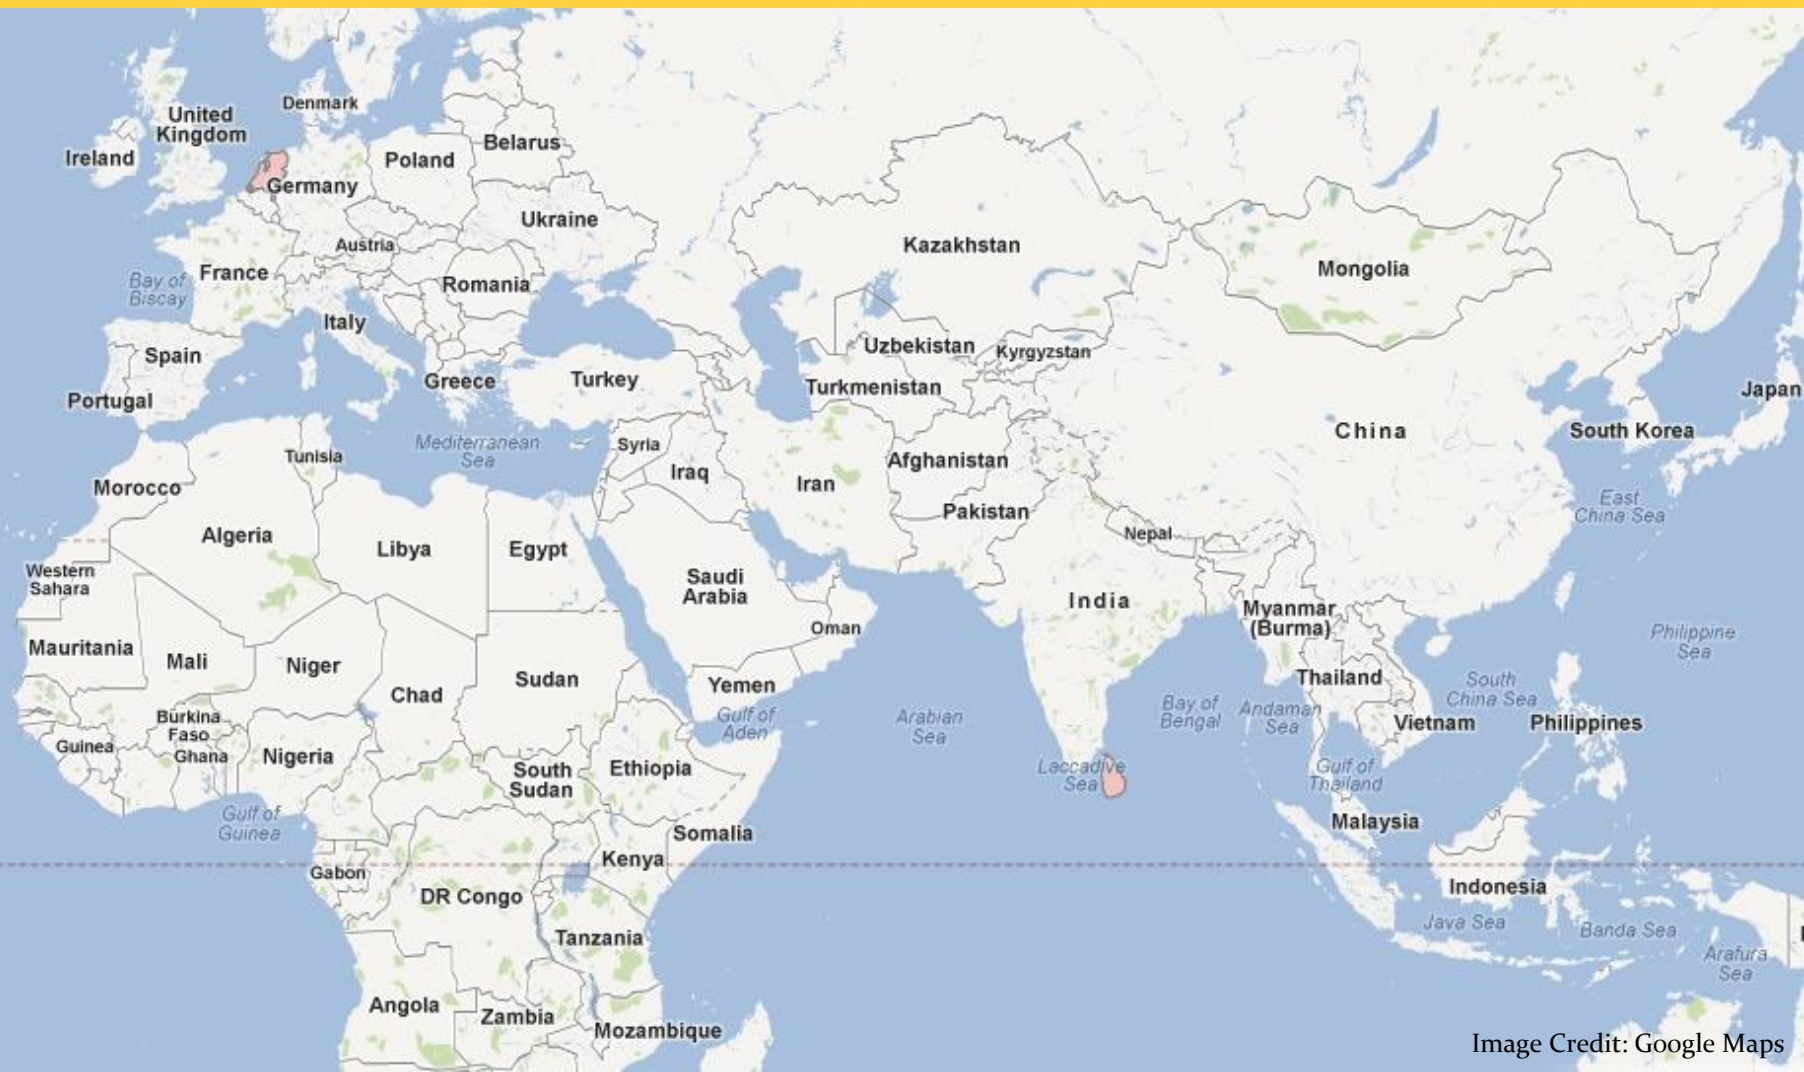 Denmark
United
Kingdom
Ireland
Belarus
Poland
Germany
Ukraine
Austria
Kazakhstan
France
Mongolia
Bay of
Biscay
Romania
Italy
Uzbekistan
Kyrgyzstan
Spain
Greece
Turkey
Turkmenistan
Japan
Portugal
China
South Korea
Mediterranean
Sea
Syria
Tunisia
Afghanistan
Iraq
Iran
Morocco
East
China Sea
Pakistan
Algeria
Nepal
Libya
Egypt
Western
Sahara
Saudi
Arabia
India
Myanmar
(Burma)
Oman
Philippine
Sea
Mauritania
Mali
Niger
Sudan
Thailand
Yemen
South
China Sea
Chad
Bay of
Bengal
Andaman
Sea
Burkina
Faso
Gulf of
Aden
Arabian
Sea
Vietnam
Philippines
Guinea
Ghana
Nigeria
South
Sudan
Ethiopia
Laccadive
Sea
Gulf of
Thailand
Gulf of
Guinea
Malaysia
Somalia
Kenya
Gabon
Indonesia
DR Congo
Java Sea
Banda Sea
Tanzania
Arafura
Sea
Angola
Zambia
Mozambique
Image Credit: Google Maps